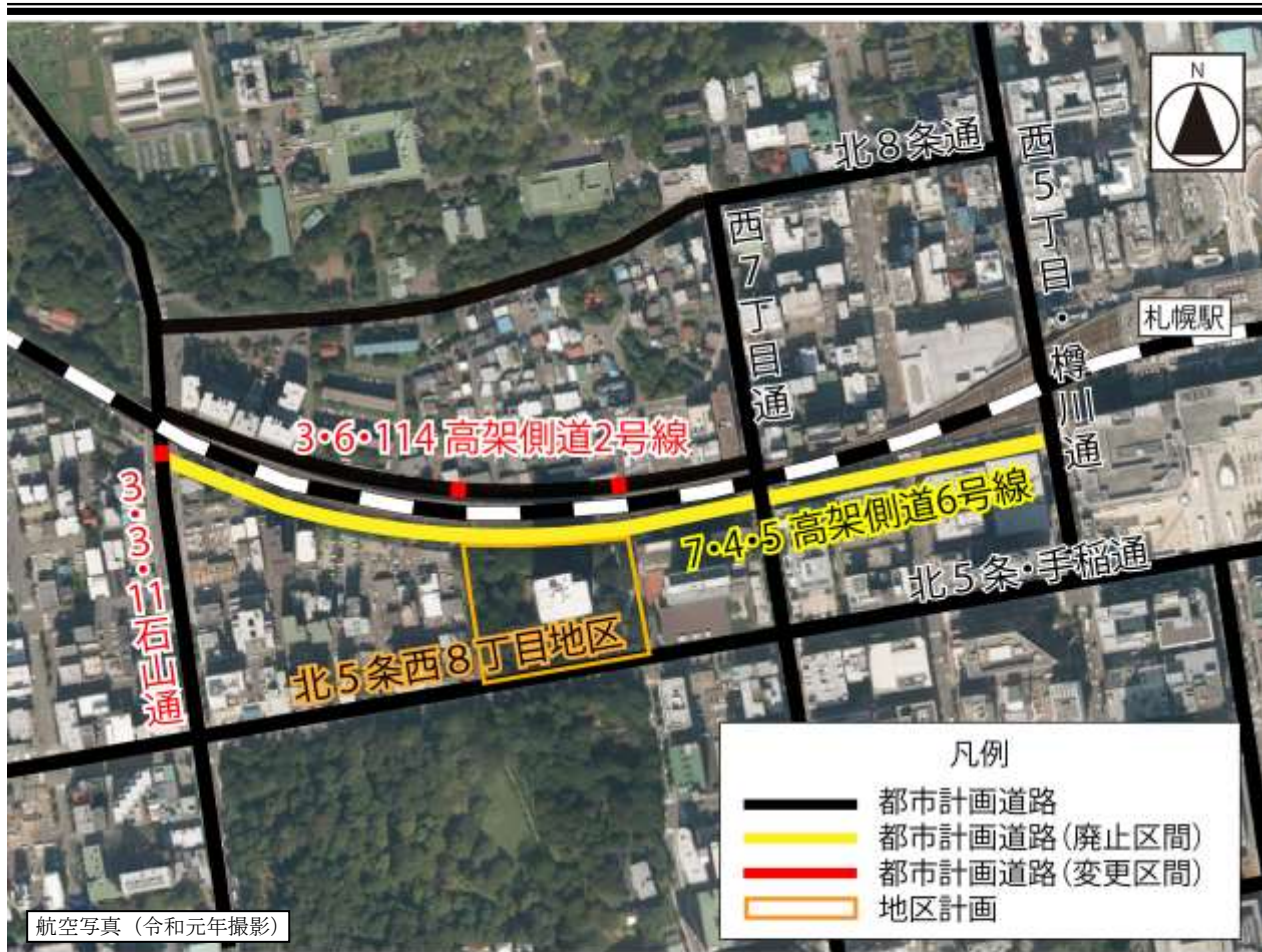 N
北8条通
西5丁目・樽川通
西7丁目通
札幌駅
3・6・114 高架側道2号線
3・3・11 石山通
7・4・5 高架側道6号線
北5条・手稲通
北5条西8丁目地区
凡例
都市計画道路
都市計画道路(廃止区間)
都市計画道路(変更区間)
地区計画
航空写真（令和元年撮影）